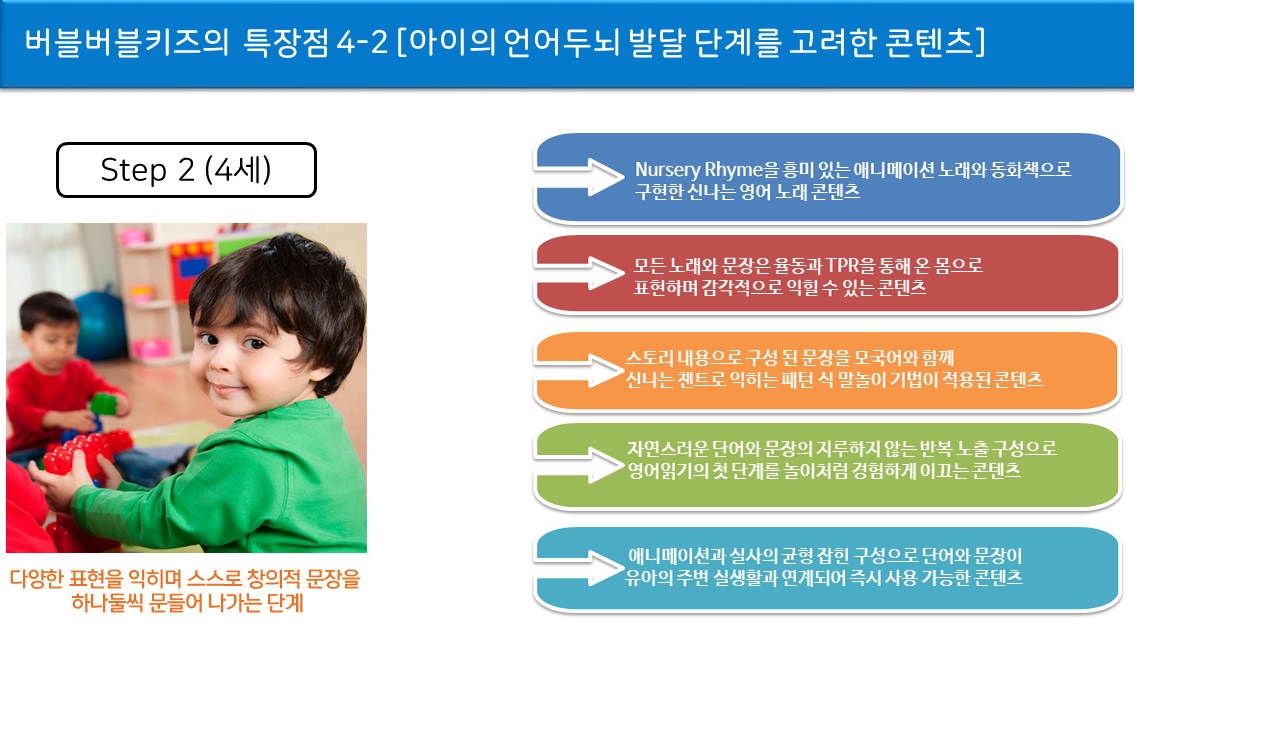 버블버블키즈의 특장점 4-2 [아이의 언어두뇌 발달 단계를 고려한 콘텐츠]
Step 2 (4세)
다양한 표현을 익히며 스스로 창의적 문장을
하나둘씩 문들어 나가는 단계
Nursery Rhyme을 흥미 있는 애니메이션 노래와 동화책으로
구현한 신나는 영어 노래 콘텐츠
모든 노래와 문장은 율동과 TPR을 통해 온 몸으로
표현하며 감각적으로 익힐 수 있는 콘텐츠
스토리 내용으로 구성 된 문장을 모국어와 함께
신나는 챈트로 익히는 패턴 식 말놀이 기법이 적용된 콘텐츠
자연스러운 단어와 문장의 지루하지 않는 반복 노출 구성으로
영어읽기의 첫 단계를 놀이처럼 경험하게 이끄는 콘텐츠
애니메이션과 실사의 균형 잡힌 구성으로 단어와 문장이
유아의 주변 실생활과 연계되어 즉시 사용 가능한 콘텐츠